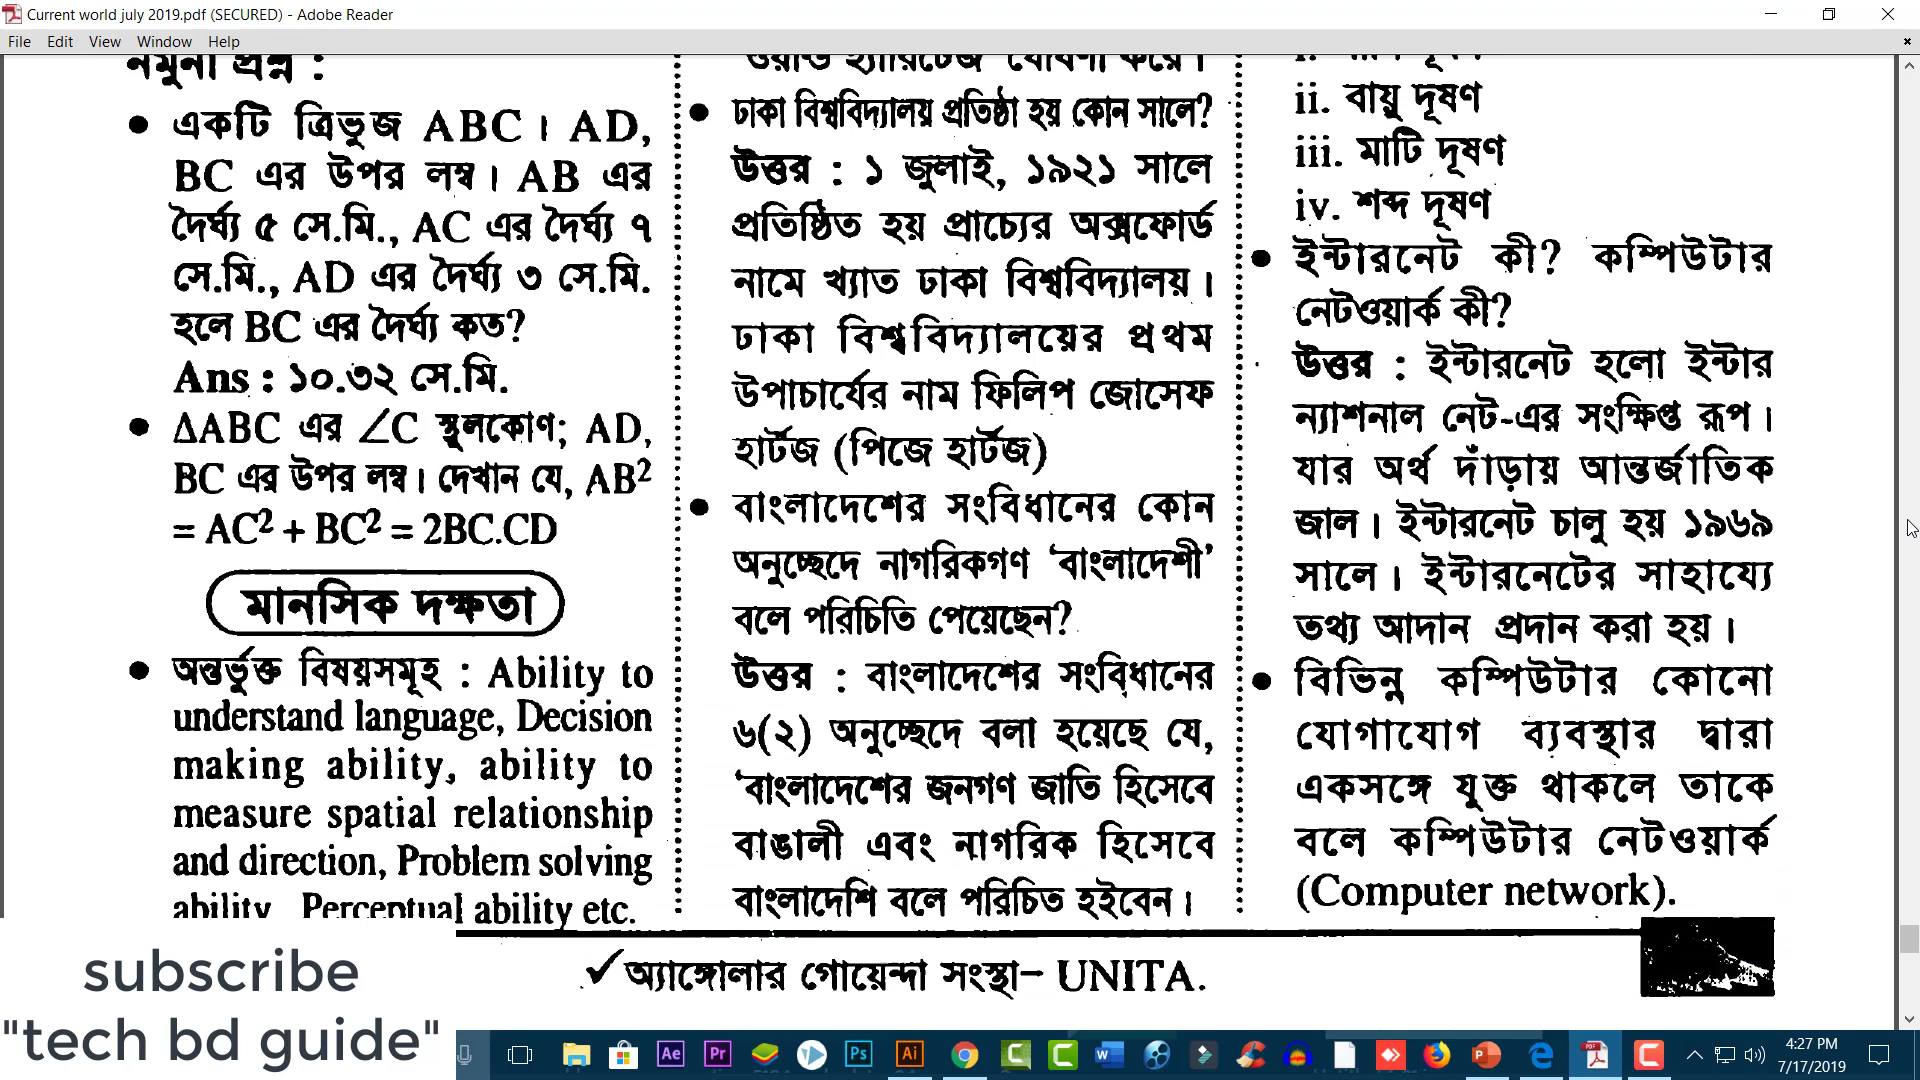 Current world july 2019.pdf (SECURED) - Adobe Reader
File Edit View Window Help
নমুনা প্রশ্ন :
একটি ত্রিভুজ ABC। AD,
BC এর উপর লম্ব। AB এর
দৈর্ঘ্য ৫ সে.মি., AC এর দৈর্ঘ্য ৭
সে.মি., AD এর দৈর্ঘ্য ৩ সে.মি.
হলে BC এর দৈর্ঘ্য কত?
Ans : ১০.৩২ সে.মি.
ΔABC এর ∠C স্থূলকোণ; AD,
BC এর উপর লম্ব। দেখান যে, AB²
= AC² + BC² = 2BC.CD
মানসিক দক্ষতা
অন্তর্ভুক্ত বিষয়সমূহ : Ability to
understand language, Decision
making ability, ability to
measure spatial relationship
and direction, Problem solving
ability, Perceptual ability etc.
ওয়ার্ল্ড হ্যারিটেজ ঘোষণা করে।
ঢাকা বিশ্ববিদ্যালয় প্রতিষ্ঠা হয় কোন সালে?
উত্তর : ১ জুলাই, ১৯২১ সালে
প্রতিষ্ঠিত হয় প্রাচ্যের অক্সফোর্ড
নামে খ্যাত ঢাকা বিশ্ববিদ্যালয়।
ঢাকা বিশ্ববিদ্যালয়ের প্রথম
উপাচার্যের নাম ফিলিপ জোসেফ
হার্টজ (পিজে হার্টজ)
বাংলাদেশের সংবিধানের কোন
অনুচ্ছেদে নাগরিকগণ ‘বাংলাদেশী’
বলে পরিচিতি পেয়েছেন?
উত্তর : বাংলাদেশের সংবিধানের
৬(২) অনুচ্ছেদে বলা হয়েছে যে,
‘বাংলাদেশের জনগণ জাতি হিসেবে
বাঙালী এবং নাগরিক হিসেবে
বাংলাদেশি বলে পরিচিত হইবেন।
ii. বায়ু দূষণ
iii. মাটি দূষণ
iv. শব্দ দূষণ
ইন্টারনেট কী? কম্পিউটার
নেটওয়ার্ক কী?
উত্তর : ইন্টারনেট হলো ইন্টার
ন্যাশনাল নেট-এর সংক্ষিপ্ত রূপ।
যার অর্থ দাঁড়ায় আন্তর্জাতিক
জাল। ইন্টারনেট চালু হয় ১৯৬৯
সালে। ইন্টারনেটের সাহায্যে
তথ্য আদান প্রদান করা হয়।
বিভিন্ন কম্পিউটার কোনো
যোগাযোগ ব্যবস্থার দ্বারা
একসঙ্গে যুক্ত থাকলে তাকে
বলে কম্পিউটার নেটওয়ার্ক
(Computer network).
✓অ্যাঙ্গোলার গোয়েন্দা সংস্থা– UNITA.
subscribe
"tech bd guide"
4:27 PM
7/17/2019